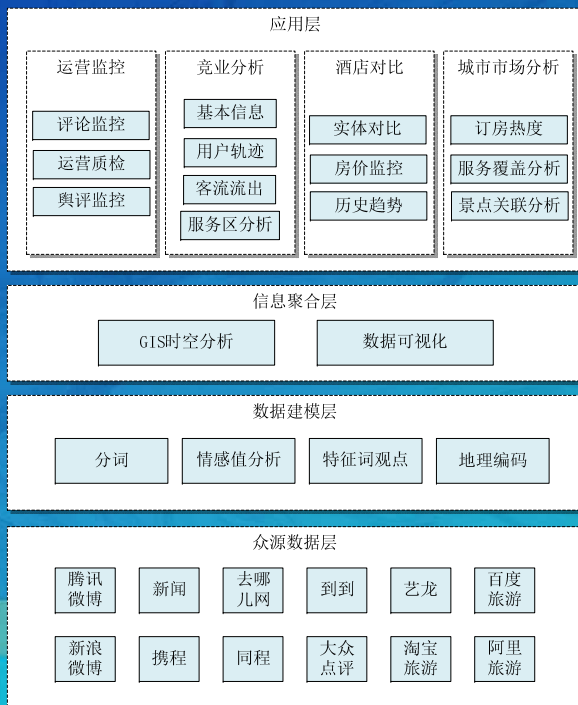 应用层
运营监控
评论监控
运营质检
舆评监控
竞业分析
基本信息
用户轨迹
客流流出
服务区分析
酒店对比
实体对比
房价监控
历史趋势
城市市场分析
订房热度
服务覆盖分析
景点关联分析
信息聚合层
GIS时空分析
数据可视化
数据建模层
分词
情感值分析
特征词观点
地理编码
众源数据层
腾讯
微博
新闻
去哪
儿网
到到
艺龙
百度
旅游
新浪
微博
携程
同程
大众
点评
淘宝
旅游
阿里
旅游